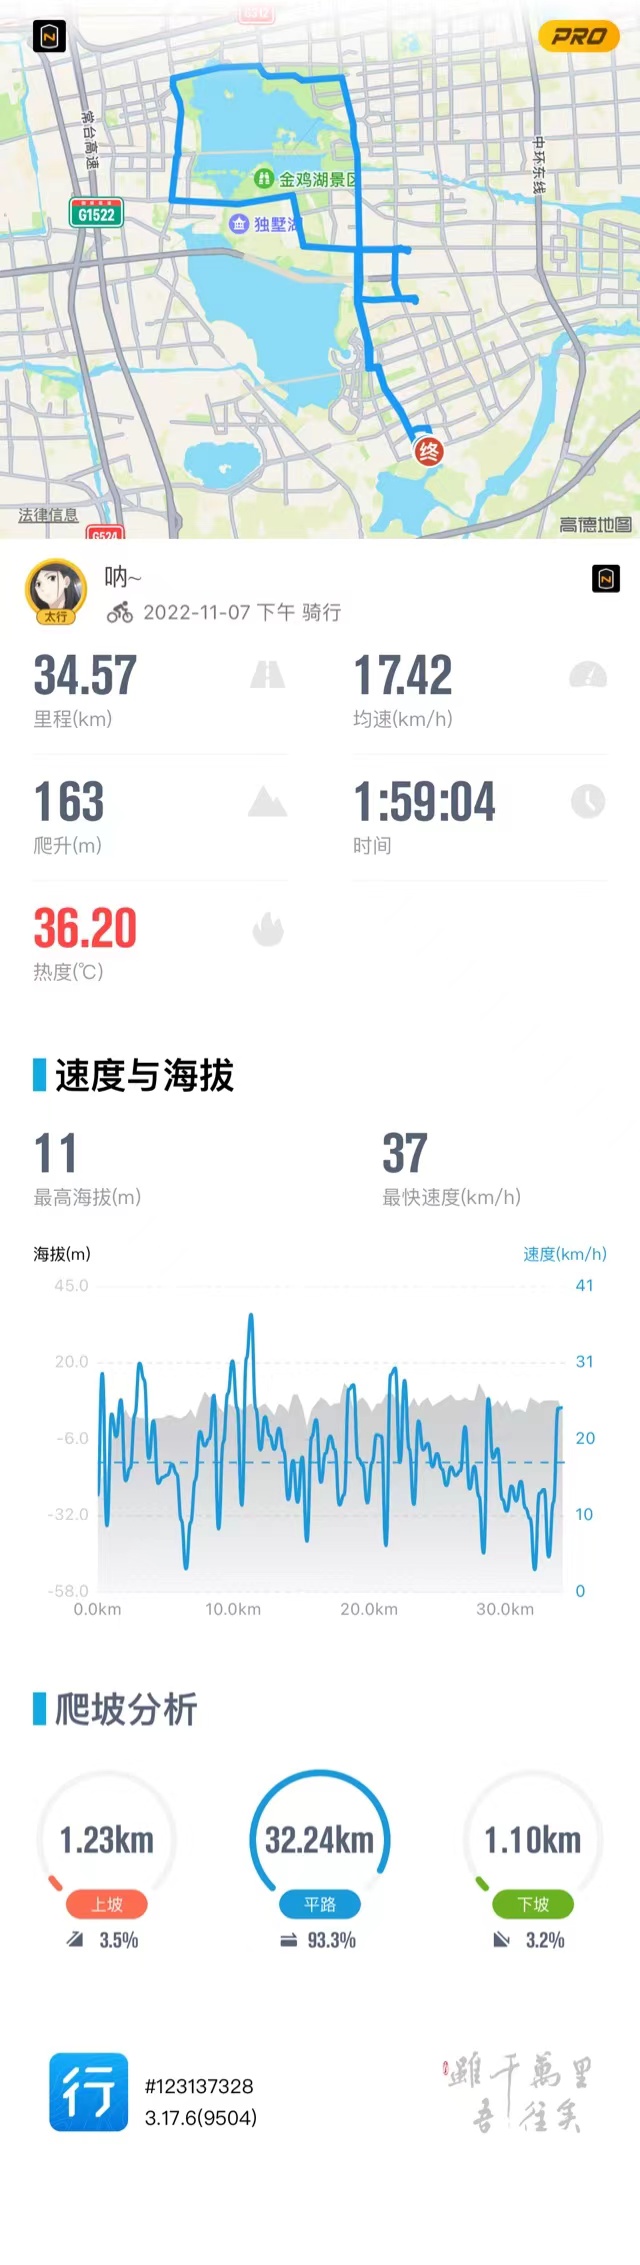 G512
PRO
常台高速
中环东线
金鸡湖景区
G1522
独墅湖
终
法律信息
G524
高德地图
呐~
太行
2022-11-07 下午 骑行
34.57
17.42
里程(km)
均速(km/h)
163
1:59:04
爬升(m)
时间
36.20
热度(℃)
速度与海拔
11
37
最高海拔(m)
最快速度(km/h)
海拔(m)
速度(km/h)
45.0
41
20.0
31
-6.0
20
-32.0
10
-58.0
0
0.0km
10.0km
20.0km
30.0km
爬坡分析
1.23km
32.24km
1.10km
上坡
平路
下坡
3.5%
93.3%
3.2%
行
#123137328
3.17.6(9504)
雖千萬里
吾往矣